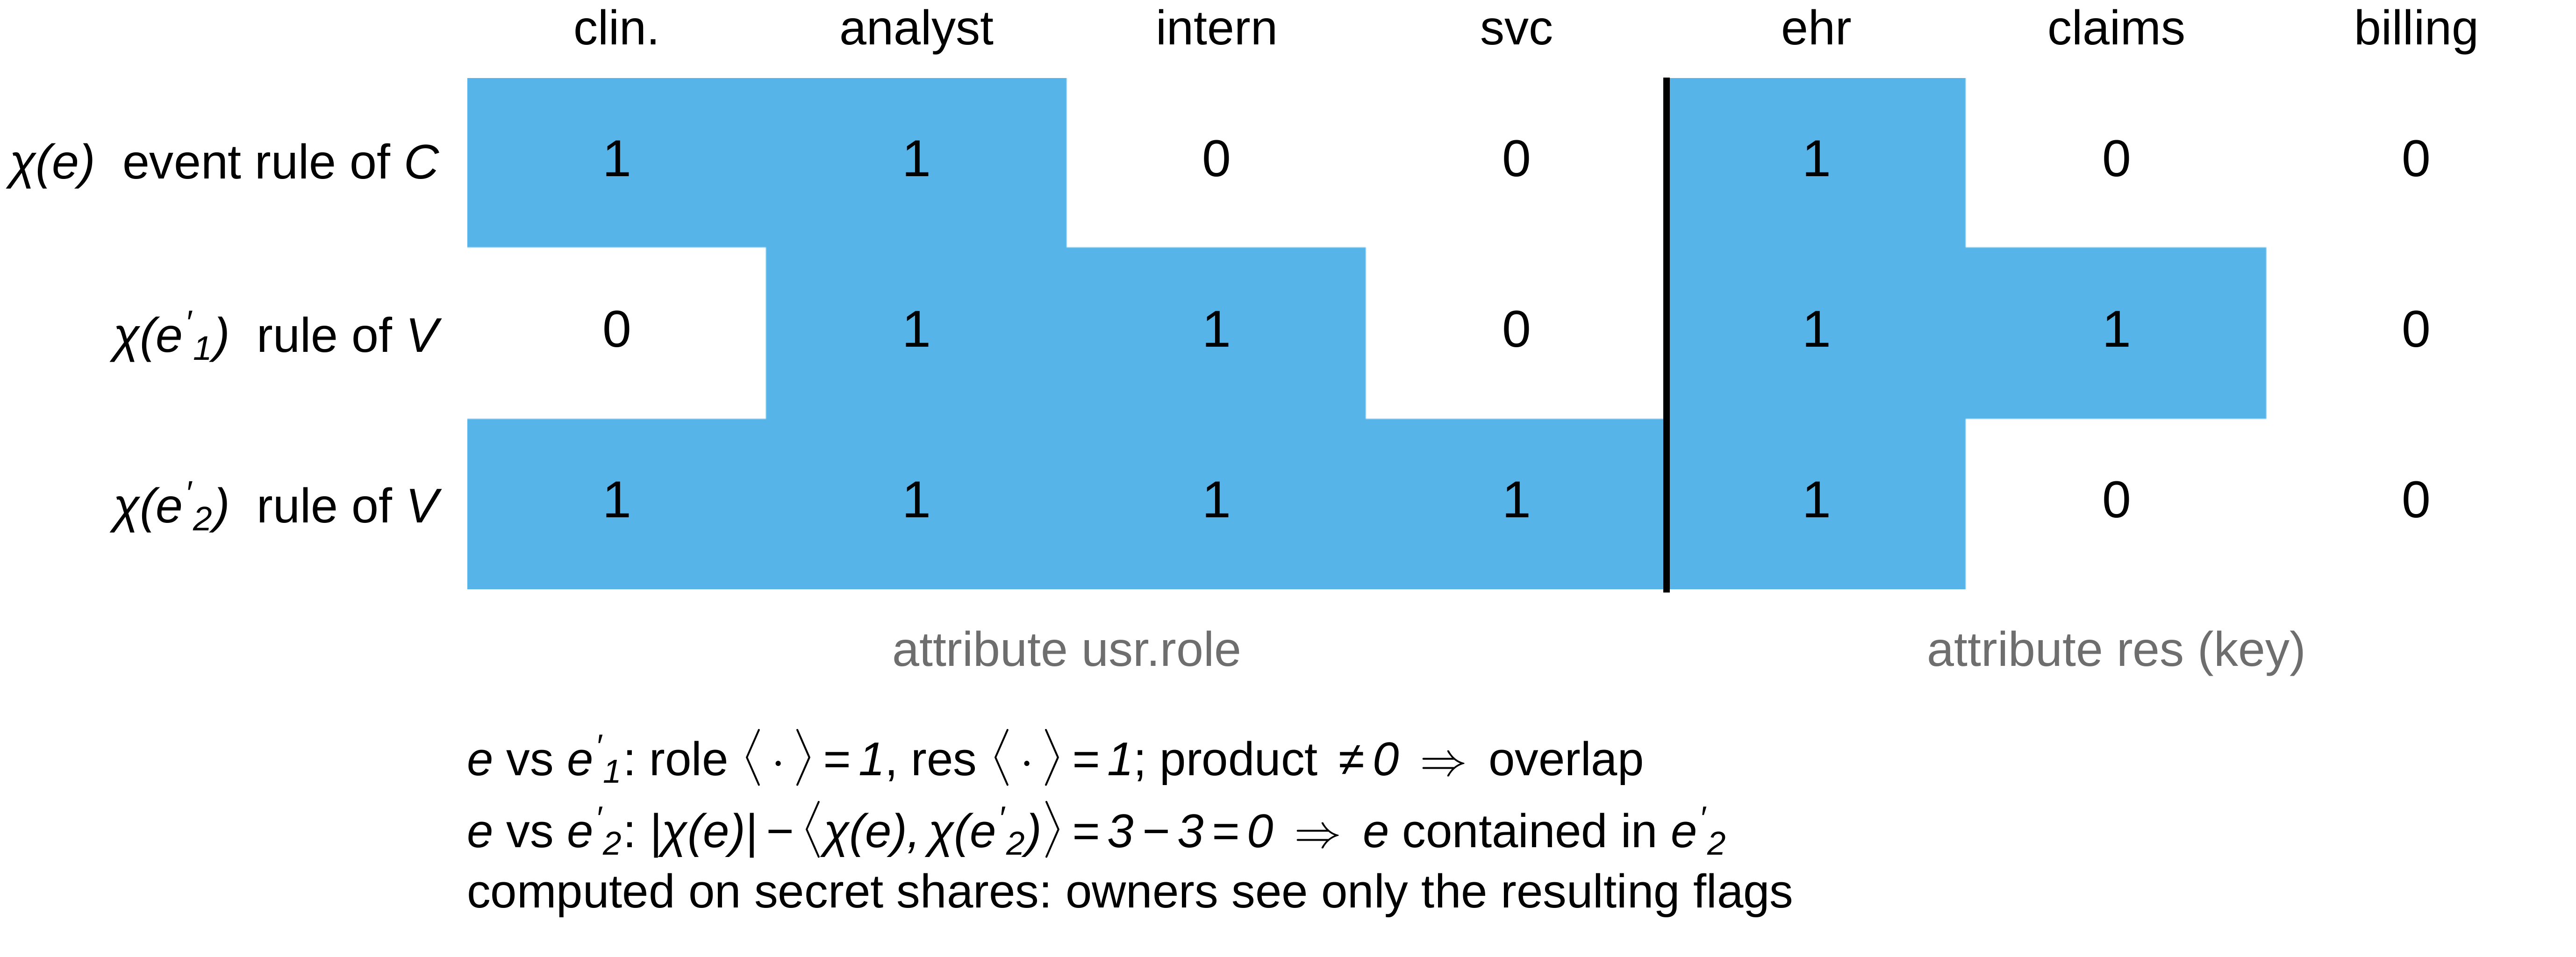 clin. analyst intern svc ehr claims billing
χ(e) event rule of C 1 1 0 0 1 0 0
χ(e′1) rule of V 0 1 1 0 1 1 0
χ(e′2) rule of V 1 1 1 1 1 0 0
attribute usr.role attribute res (key)
e vs e′1: role ⟨·⟩ = 1, res ⟨·⟩ = 1; product ≠ 0 ⇒ overlap
e vs e′2: |χ(e)| − ⟨χ(e), χ(e′2)⟩ = 3 − 3 = 0 ⇒ e contained in e′2
computed on secret shares: owners see only the resulting flags